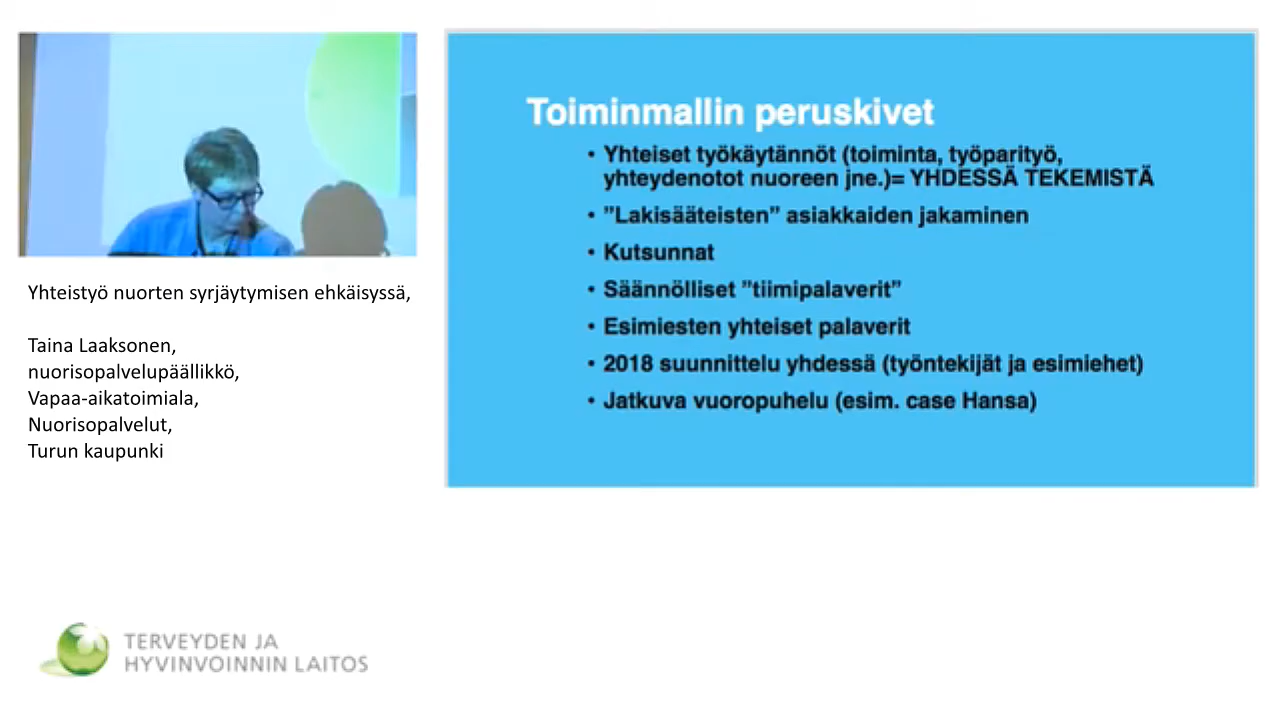 Toiminmallin peruskivet
• Yhteiset työkäytännöt (toiminta, työparityö,
yhteydenotot nuoreen jne.)= YHDESSÄ TEKEMISTÄ
• ”Lakisääteisten” asiakkaiden jakaminen
• Kutsunnat
• Säännölliset ”tiimipalaverit”
• Esimiesten yhteiset palaverit
• 2018 suunnittelu yhdessä (työntekijät ja esimiehet)
• Jatkuva vuoropuhelu (esim. case Hansa)
Yhteistyö nuorten syrjäytymisen ehkäisyssä,
Taina Laaksonen,
nuorisopalvelupäällikkö,
Vapaa-aikatoimiala,
Nuorisopalvelut,
Turun kaupunki
TERVEYDEN JA
HYVINVOINNIN LAITOS